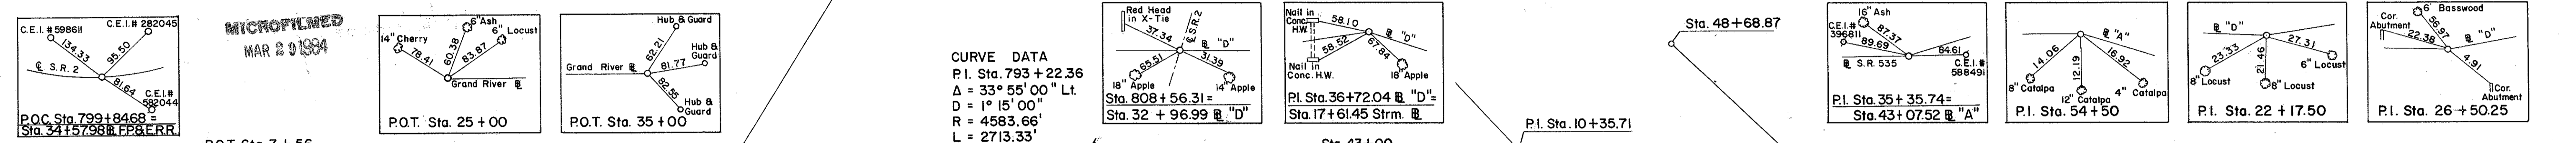 C.E.I. # 598611
C.E.I. # 282045
134.33
95.50
℄ S.R. 2
81.64
C.E.I.#
582044
P.O.C. Sta. 799+84.68 =
Sta. 34+57.98 ℄ F.P.& E.R.R.
MICROFILMED
MAR 29 1984
14" Cherry
6" Ash
6" Locust
78.41
60.38
83.87
Grand River ℄
P.O.T. Sta. 25+00
Hub & Guard
62.21
Hub &
Guard
Grand River ℄
81.77
82.55
Hub &
Guard
P.O.T. Sta. 35+00
CURVE DATA
P.I. Sta. 793+22.36
Δ = 33° 55' 00" Lt.
D = 1° 15' 00"
R = 4583.66'
L = 2713.33'
Red Head
in X-Tie
℄ S.R. 2
37.34
℄ "D"
65.51
31.39
18" Apple
14" Apple
Sta. 808+56.31 =
Sta. 32 + 96.99 ℄ "D"
Nail in
Conc.
H.W.
58.10
℄ "D"
58.52
67.84
Nail in
Conc. H.W.
18" Apple
P.I. Sta. 36+72.04 ℄ "D" =
Sta. 17+61.45 Strm. ℄
P.I. Sta. 10+35.71
Sta. 48+68.87
16" Ash
C.E.I.#
396811
87.37
89.69
84.61
℄ S.R. 535
C.E.I.#
588491
P.I. Sta. 35+35.74 =
Sta. 43+07.52 ℄ "A"
℄ "A"
14.06
12.19
16.92
8" Catalpa
12" Catalpa
4" Catalpa
P.I. Sta. 54+50
℄ "D"
23.33
21.46
27.31
8" Locust
8" Locust
6" Locust
P.I. Sta. 22 + 17.50
6" Basswood
Cor.
Abutment
56.97
22.38
℄ "D"
4.91
Cor.
Abutment
P.I. Sta. 26 + 50.25